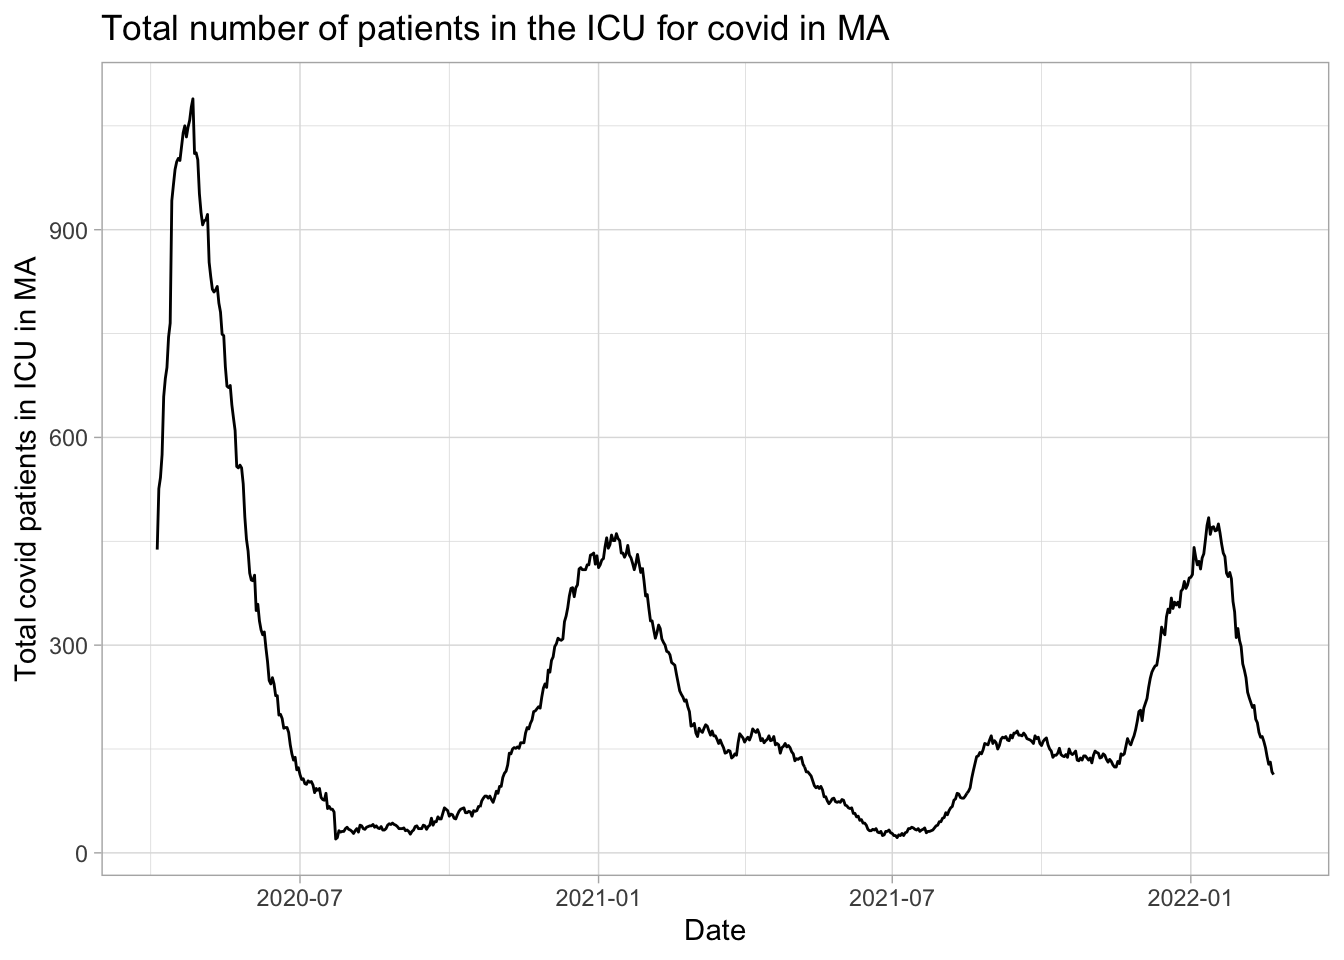 Total number of patients in the ICU for covid in MA
Total covid patients in ICU in MA
900
600
300
0
2020-07
2021-01
2021-07
2022-01
Date